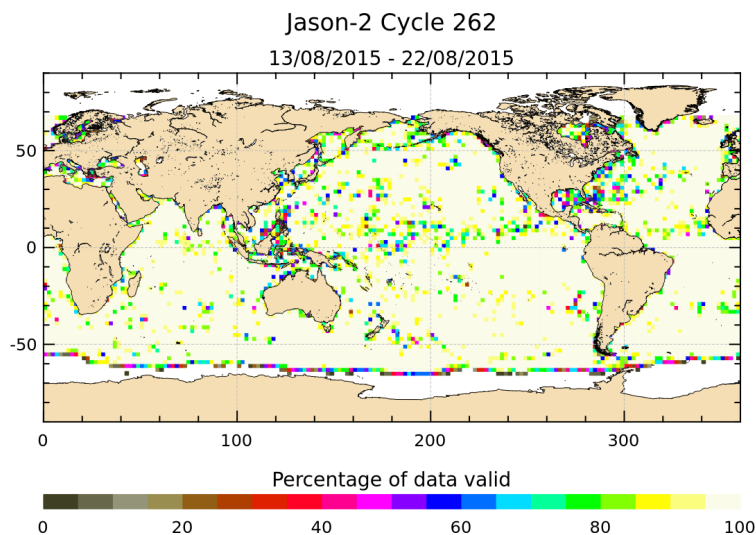 Jason-2 Cycle 262
13/08/2015 - 22/08/2015
50
0
-50
0 100 200 300
Percentage of data valid
0 20 40 60 80 100